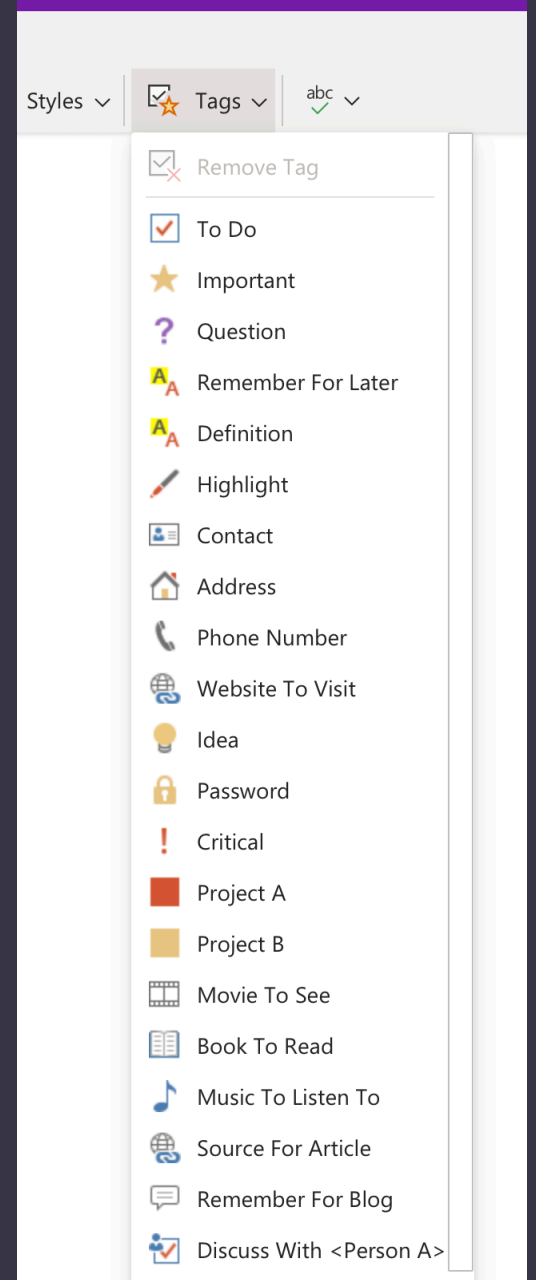 Styles Tags abc
Remove Tag
To Do
Important
? Question
A A Remember For Later
A A Definition
Highlight
Contact
Address
Phone Number
Website To Visit
Idea
Password
! Critical
Project A
Project B
Movie To See
Book To Read
Music To Listen To
Source For Article
Remember For Blog
Discuss With <Person A>